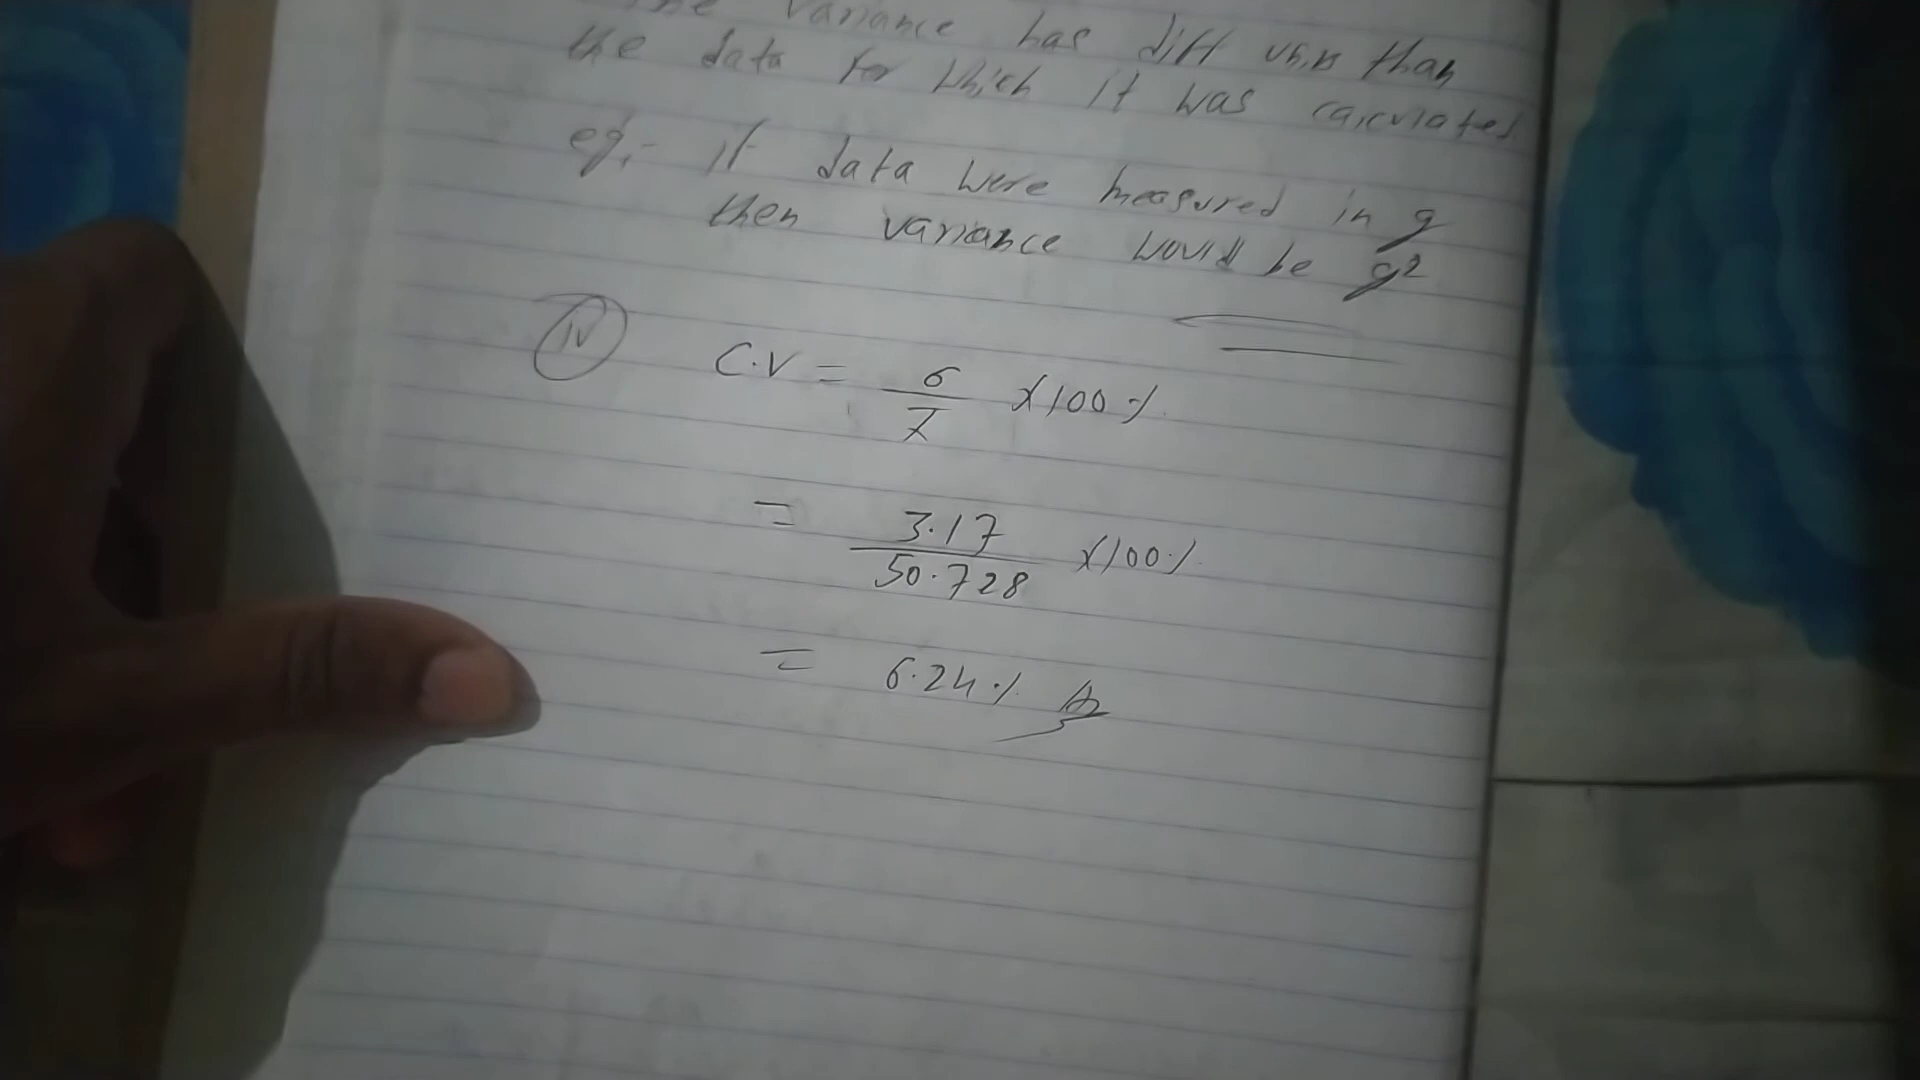 The variance has diff units than
the data for which it was calculated.
eg,- if data were measured in g
then variance would be g²
(iv) C.V = σ/x̄ × 100%
= 3.17/50.728 × 100%
= 6.24%